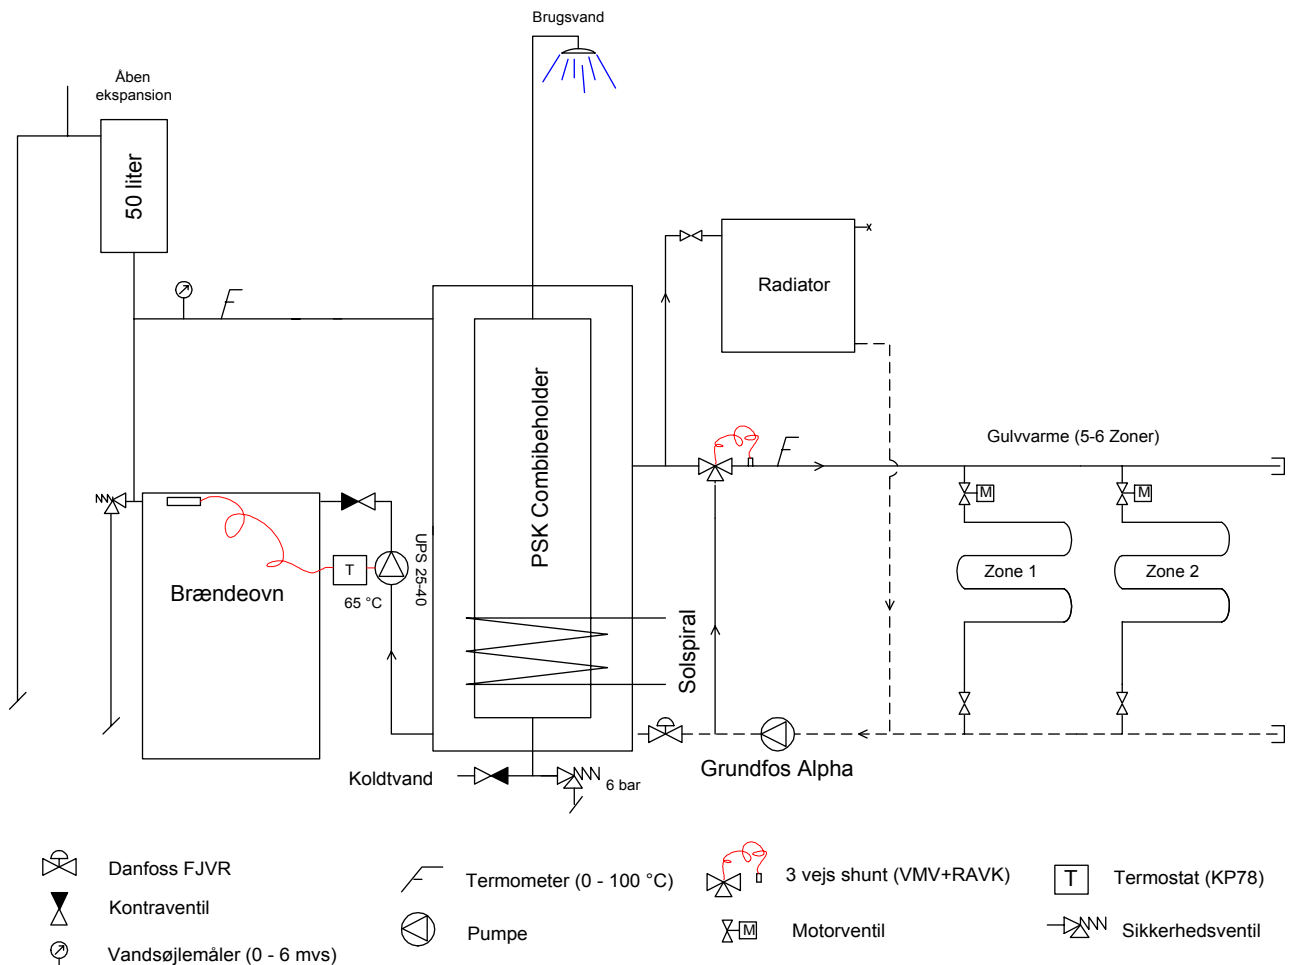 Brugsvand
Åben
ekspansion
50 liter
Radiator
PSK Combibeholder
Gulvvarme (5-6 Zoner)
M
M
UPS 25-40
T
65 °C
Brændeovn
Zone 1
Zone 2
Solspiral
Grundfos Alpha
Koldtvand
6 bar
Danfoss FJVR
Termometer (0 - 100 °C)
3 vejs shunt (VMV+RAVK)
T
Termostat (KP78)
Kontraventil
Pumpe
M
Motorventil
Sikkerhedsventil
Vandsøjlemåler (0 - 6 mvs)